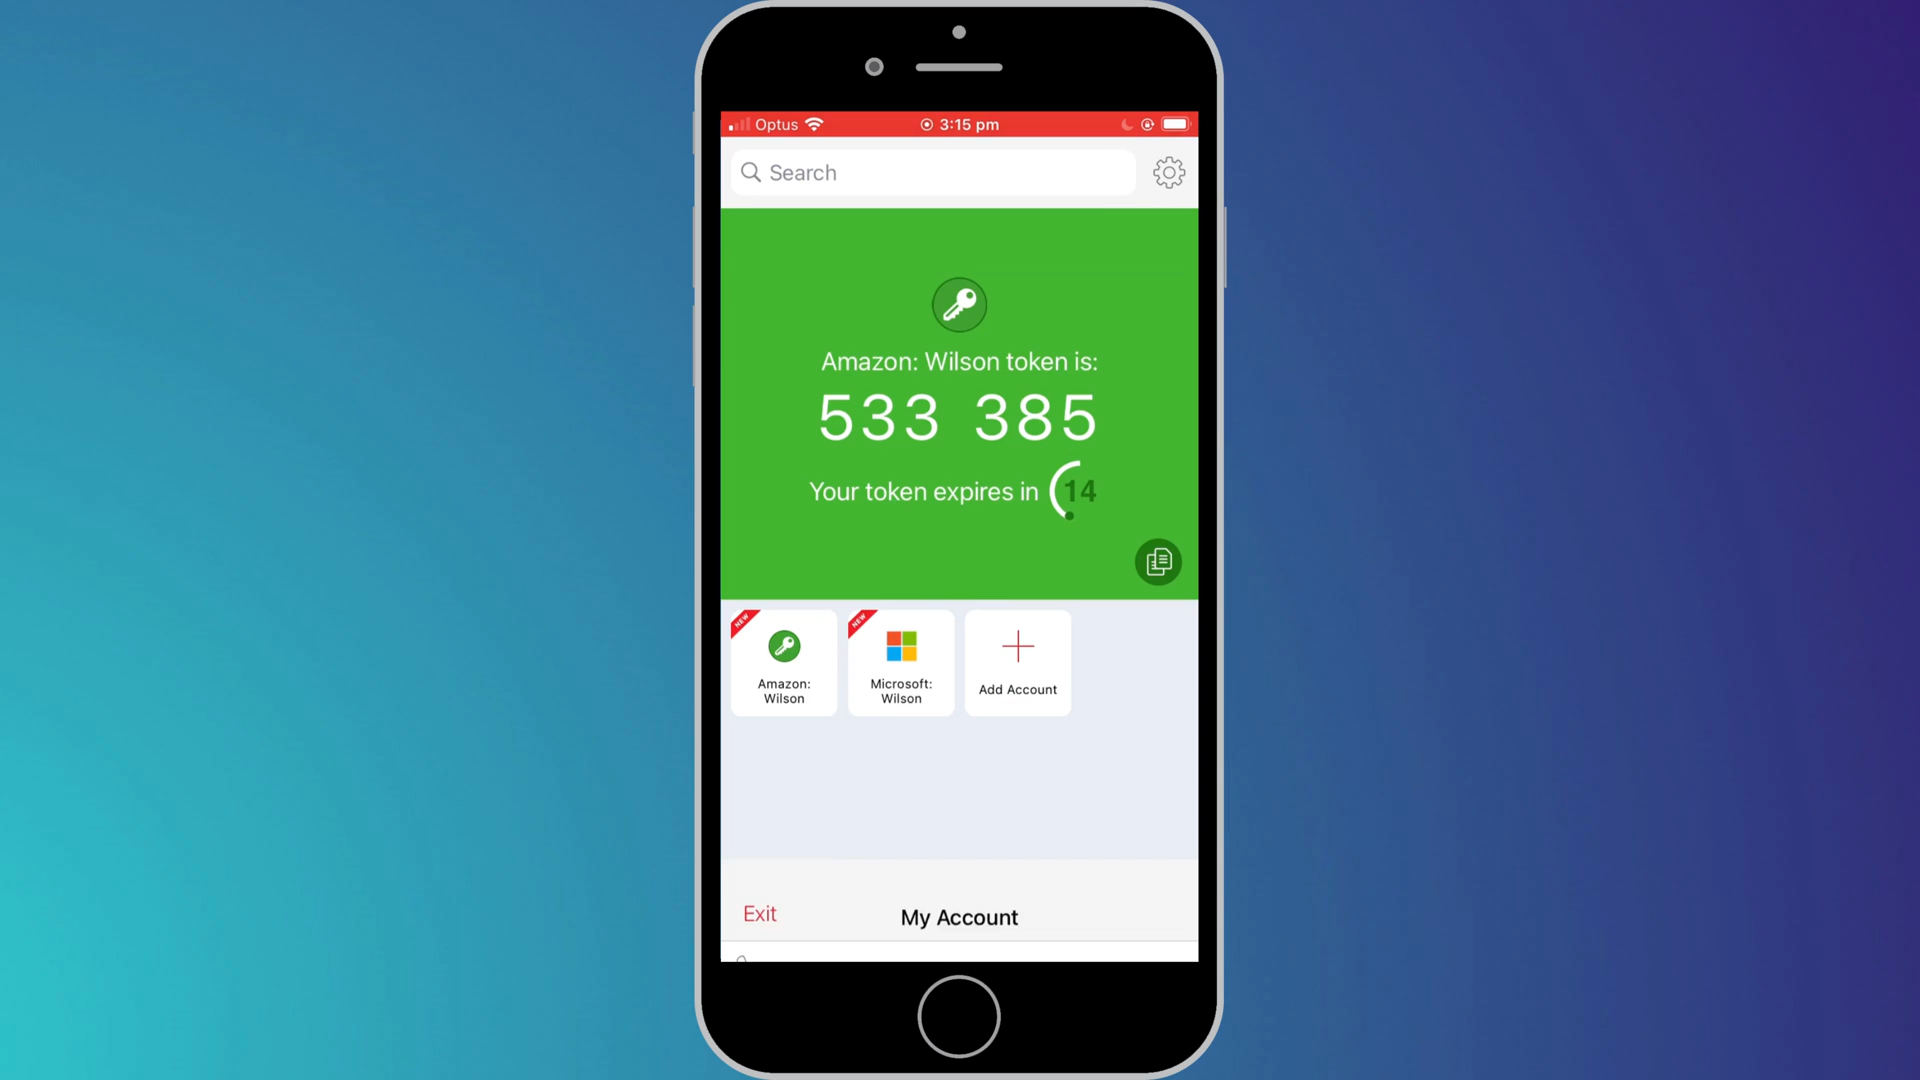 Optus 3:15 pm
Search
Amazon: Wilson token is:
533 385
Your token expires in 14
NEW
Amazon:
Wilson
NEW
Microsoft:
Wilson
Add Account
Exit My Account